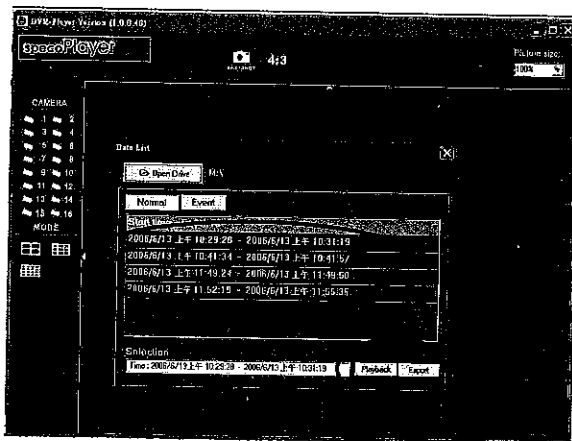 DVR-Player Version (1.0.0.46)
specoPlayer
SNAPSHOT
4:3
Picture size:
100%
CAMERA
1 2
3 4
5 6
7 8
9 10
11 12
13 14
15 16
MODE
Data List
Open Drive
M:\
Normal
Event
Start Time
2006/6/13 上午 10:29:28 - 2006/6/13 上午 10:31:19
2006/6/13 上午 10:41:34 - 2006/6/13 上午 10:41:57
2006/6/13 上午 11:49:24 - 2006/6/13 上午 11:49:50
2006/6/13 上午 11:52:19 - 2006/6/13 上午 11:55:35
Selection
Time : 2006/6/13 上午 10:29:28 - 2006/6/13 上午 10:31:19
Playback
Export